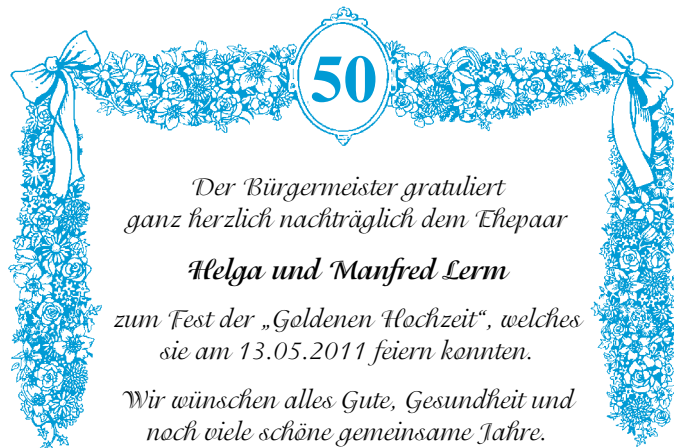 50
Der Bürgermeister gratuliert
ganz herzlich nachträglich dem Ehepaar
Helga und Manfred Lerm
zum Fest der „Goldenen Hochzeit“, welches
sie am 13.05.2011 feiern konnten.
Wir wünschen alles Gute, Gesundheit und
noch viele schöne gemeinsame Jahre.